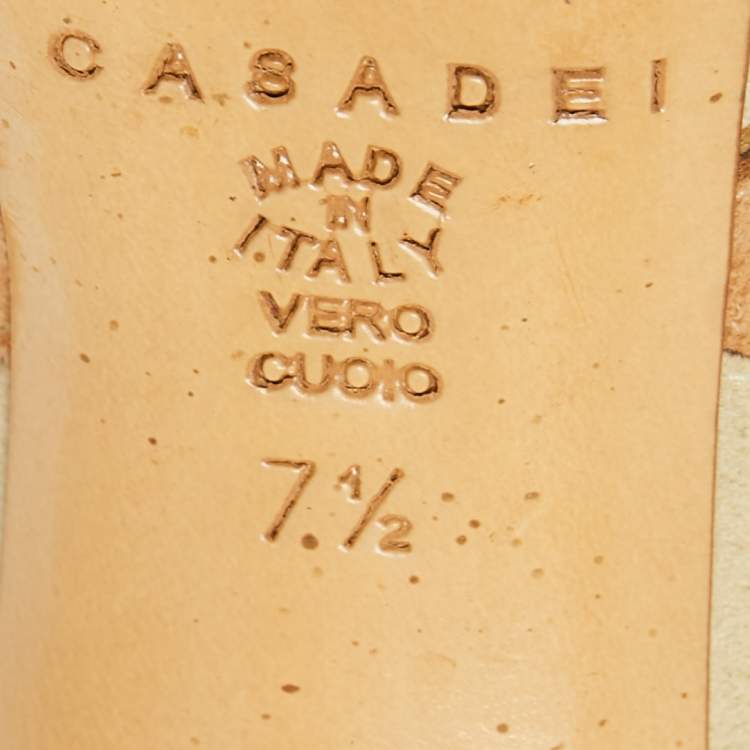 CASADEI
MADE
IN
ITALY
VERO
CUOIO
7 1/2